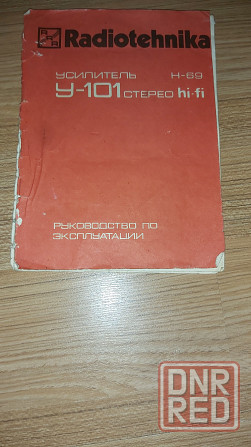 Radiotehnika
УСИЛИТЕЛЬ Н-69
У-101 СТЕРЕО hi-fi
РУКОВОДСТВО ПО
ЭКСПЛУАТАЦИИ
DNR
RED